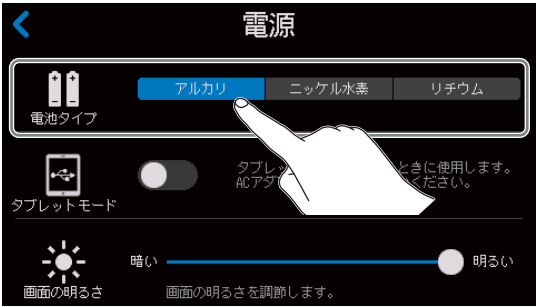 電源
アルカリ ニッケル水素 リチウム
電池タイプ
タブレッ ときに使用します。
ACアダ ください。
タブレットモード
暗い 明るい
画面の明るさ 画面の明るさを調節します。